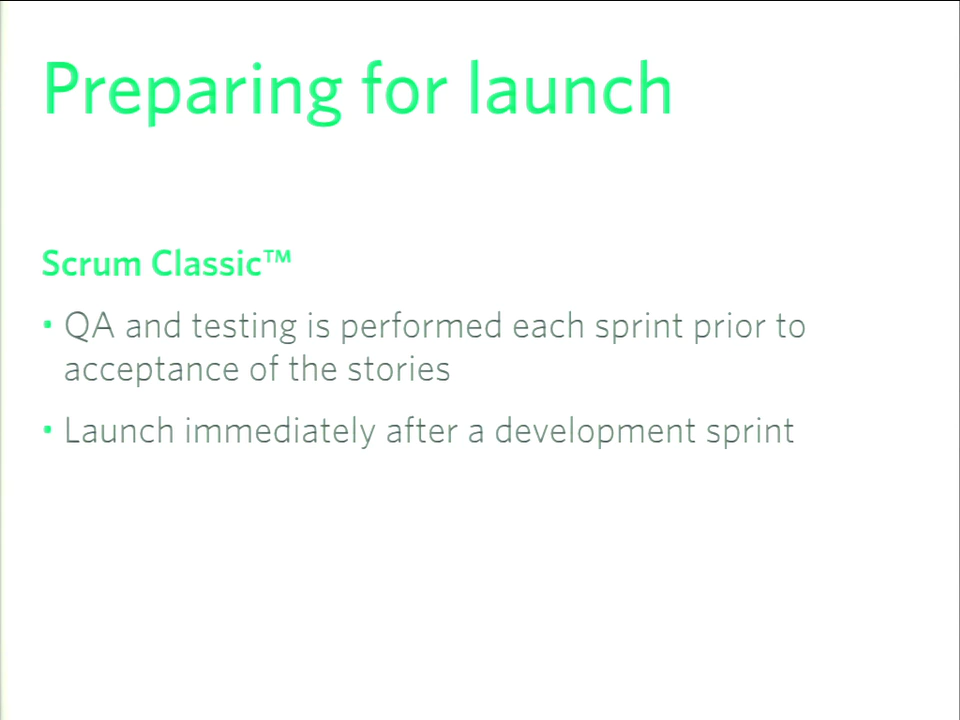 Preparing for launch
Scrum Classic™
• QA and testing is performed each sprint prior to
acceptance of the stories
• Launch immediately after a development sprint